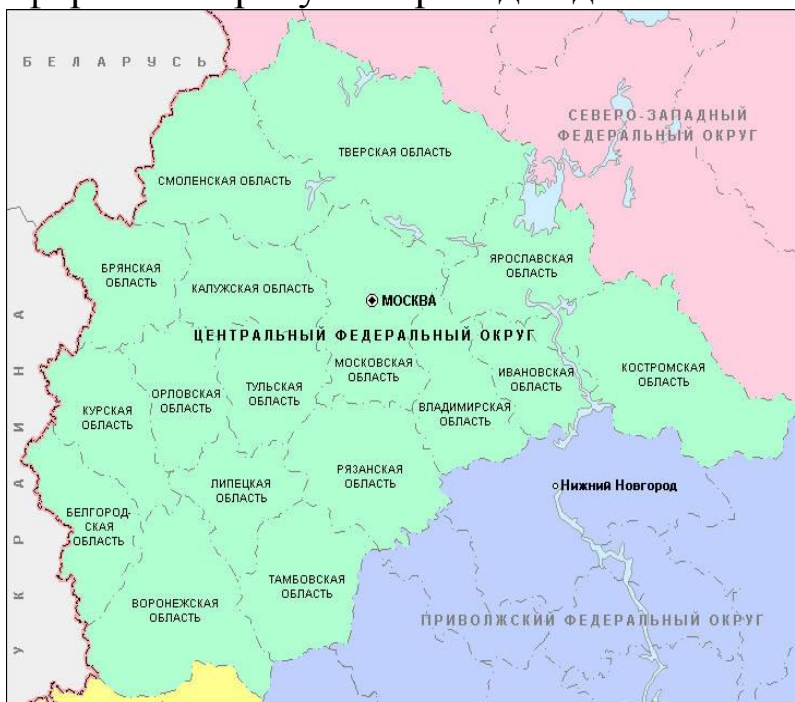 БЕЛАРУСЬ
СЕВЕРО-ЗАПАДНЫЙ
ФЕДЕРАЛЬНЫЙ ОКРУГ
ТВЕРСКАЯ ОБЛАСТЬ
СМОЛЕНСКАЯ ОБЛАСТЬ
ЯРОСЛАВСКАЯ
ОБЛАСТЬ
БРЯНСКАЯ
ОБЛАСТЬ
КАЛУЖСКАЯ ОБЛАСТЬ
МОСКВА
ЦЕНТРАЛЬНЫЙ ФЕДЕРАЛЬНЫЙ ОКРУГ
МОСКОВСКАЯ
ОБЛАСТЬ
ИВАНОВСКАЯ
ОБЛАСТЬ
КОСТРОМСКАЯ
ОБЛАСТЬ
ОРЛОВСКАЯ
ОБЛАСТЬ
ТУЛЬСКАЯ
ОБЛАСТЬ
КУРСКАЯ
ОБЛАСТЬ
ВЛАДИМИРСКАЯ
ОБЛАСТЬ
РЯЗАНСКАЯ
ОБЛАСТЬ
ЛИПЕЦКАЯ
ОБЛАСТЬ
Нижний Новгород
БЕЛГОРОД-
СКАЯ
ОБЛАСТЬ
ТАМБОВСКАЯ
ОБЛАСТЬ
ВОРОНЕЖСКАЯ
ОБЛАСТЬ
ПРИВОЛЖСКИЙ ФЕДЕРАЛЬНЫЙ ОКРУГ
УКРАИНА